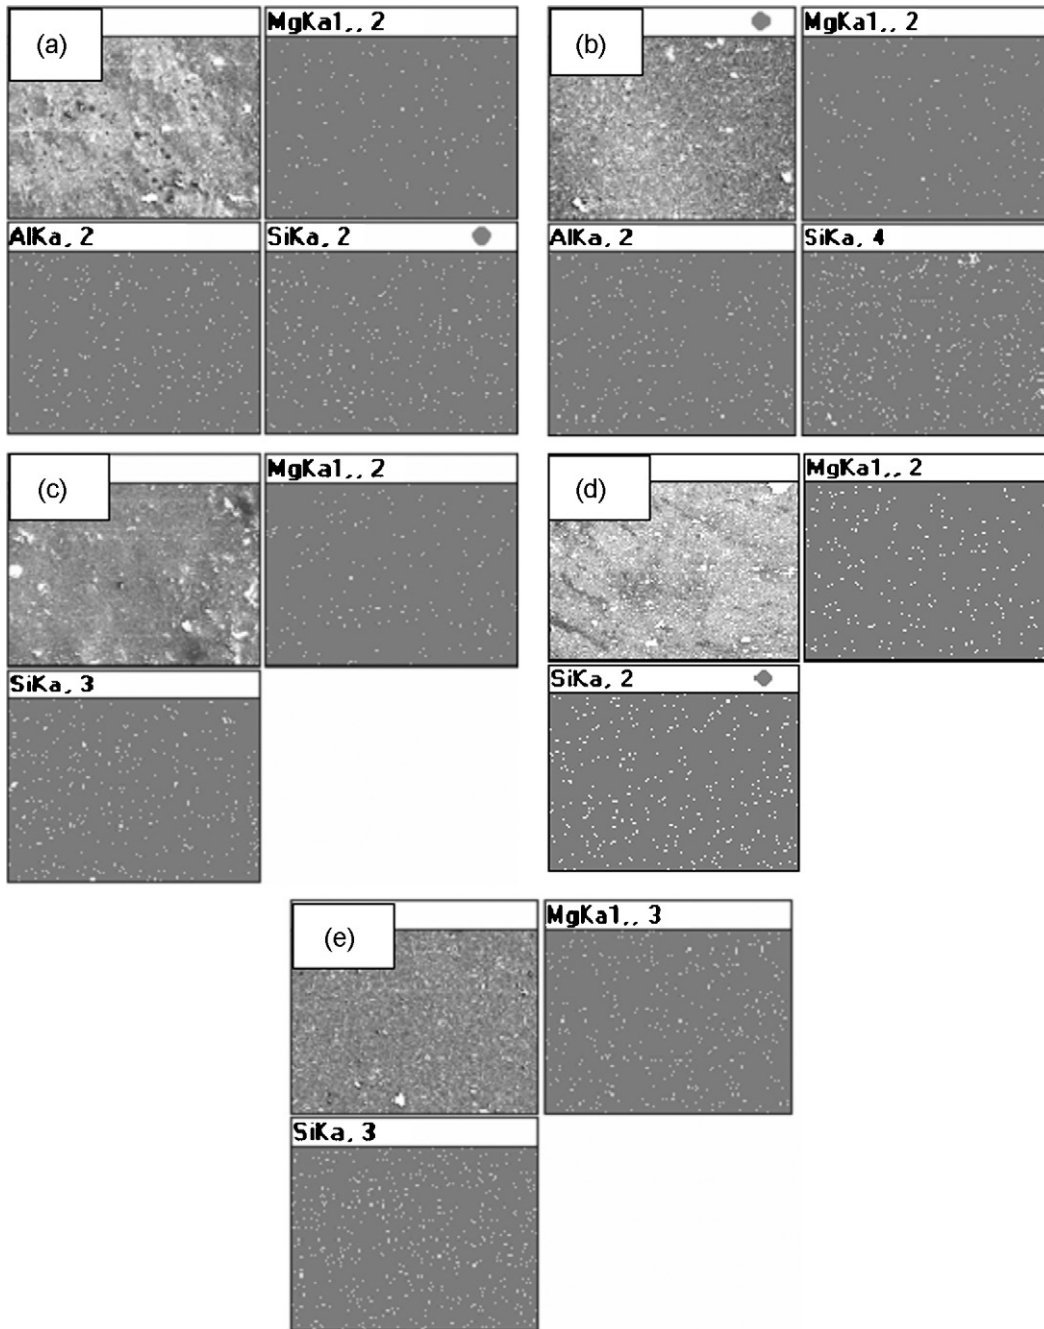 (a)
MgKa1,, 2
AlKa, 2
SiKa, 2
(b)
MgKa1,, 2
AlKa, 2
SiKa, 4
(c)
MgKa1,, 2
SiKa, 3
(d)
MgKa1,, 2
SiKa, 2
(e)
MgKa1,, 3
SiKa, 3